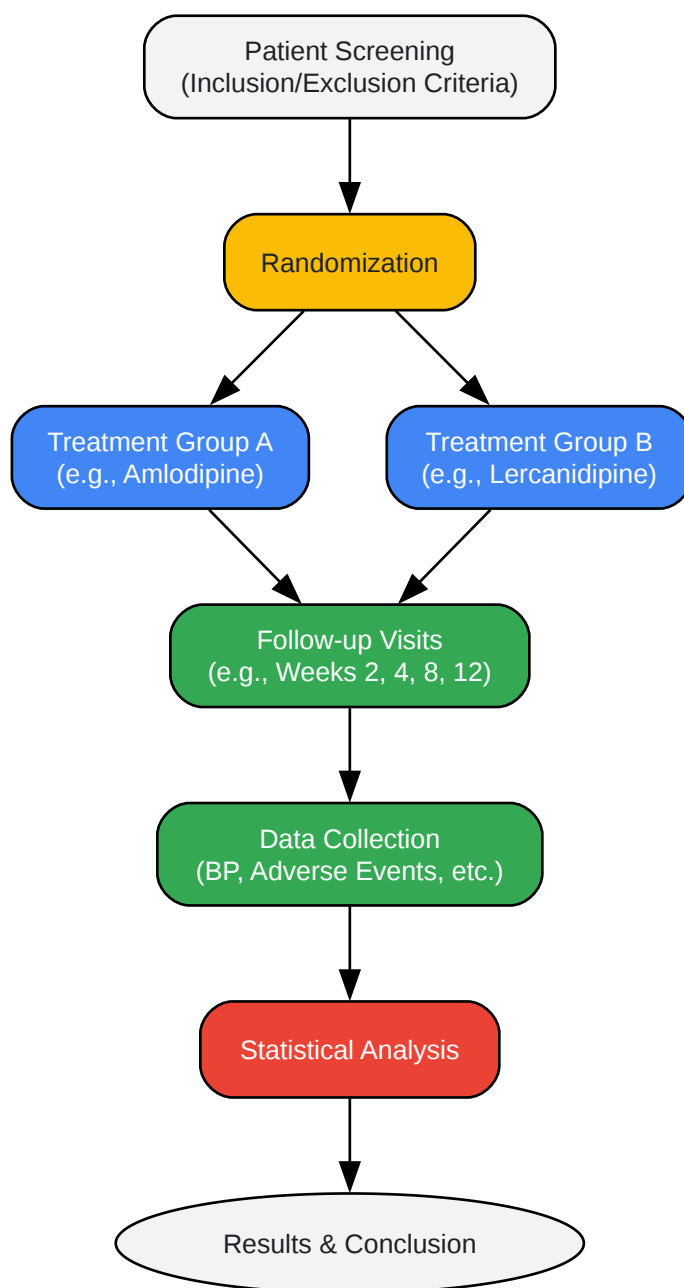 Patient Screening
(Inclusion/Exclusion Criteria)
Randomization
Treatment Group A
(e.g., Amlodipine)
Treatment Group B
(e.g., Lercanidipine)
Follow-up Visits
(e.g., Weeks 2, 4, 8, 12)
Data Collection
(BP, Adverse Events, etc.)
Statistical Analysis
Results & Conclusion